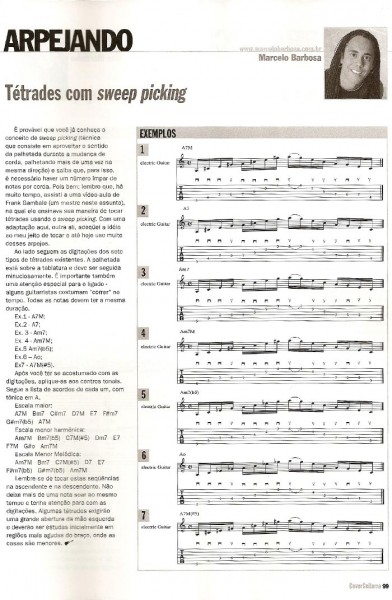 ARPEJANDO
www.marcelobarbosa.com.br
Marcelo Barbosa
Tétrades com sweep picking
É provável que você já conheça o
conceito de sweep picking (técnica
que consiste em aproveitar o sentido
da palhetada durante a mudança de
corda, palhetando mais de uma vez na
mesma direção) e saiba que, para isso,
é necessário haver um número ímpar de
notas por corda. Pois bem: lembro que, há
muito tempo, assisti a uma vídeo aula de
Frank Gambale (um mestre neste assunto),
na qual ele ensinava sua maneira de tocar
tétrades usando o sweep picking. Com uma
adaptação aqui, outra ali, adequei a idéia
ao meu jeito de tocar e até hoje uso muito
desses arpejos.
Ao lado seguem as digitações dos sete
tipos de tétrades existentes. A palhetada
está sobre a tablatura e deve ser seguida
minuciosamente. É importante também
uma atenção especial para o ligado -
alguns guitarristas costumam "correr" no
tempo. Todas as notas devem ter a mesma
duração.
Ex.1 - A7M;
Ex.2 - A7;
Ex. 3 - Am7;
Ex. 4 - Am7M;
Ex.5 Am7(b5);
Ex.6 - Ao;
Ex7 - A7M(#5).
Após você ter se acostumado com as
digitações, aplique-as aos centros tonais.
Segue a lista de acordes de cada um, com
tônica em A.
Escala maior:
A7M Bm7 C#m7 D7M E7 F#m7
G#m7(b5) A7M
Escala menor harmônica:
Am7M Bm7(b5) C7M(#5) Dm7 E7
F7M G#o Am7M
Escala Menor Melódica:
Am7M Bm7 C7M(#5) D7 E7
F#m7(b5) G#m7(b5) Am7M
Lembre-se de tocar estas seqüências
na ascendente e na descendente. Não
deixe mais de uma nota soar ao mesmo
tempo e tenha atenção para com as
digitações. Algumas tétrades exigirão
uma grande abertura de mão esquerda
e deverão ser estudadas inicialmente em
regiões mais agudas do braço, onde as
casas são menores.
EXEMPLOS
1
A7M
electric Guitar
2
A7
electric Guitar
3
Am7
electric Guitar
4
Am7M
electric Guitar
5
Am7(b5)
electric Guitar
6
Ao
electric Guitar
7
A7M(#5)
electric Guitar
CoverGuitarra 99